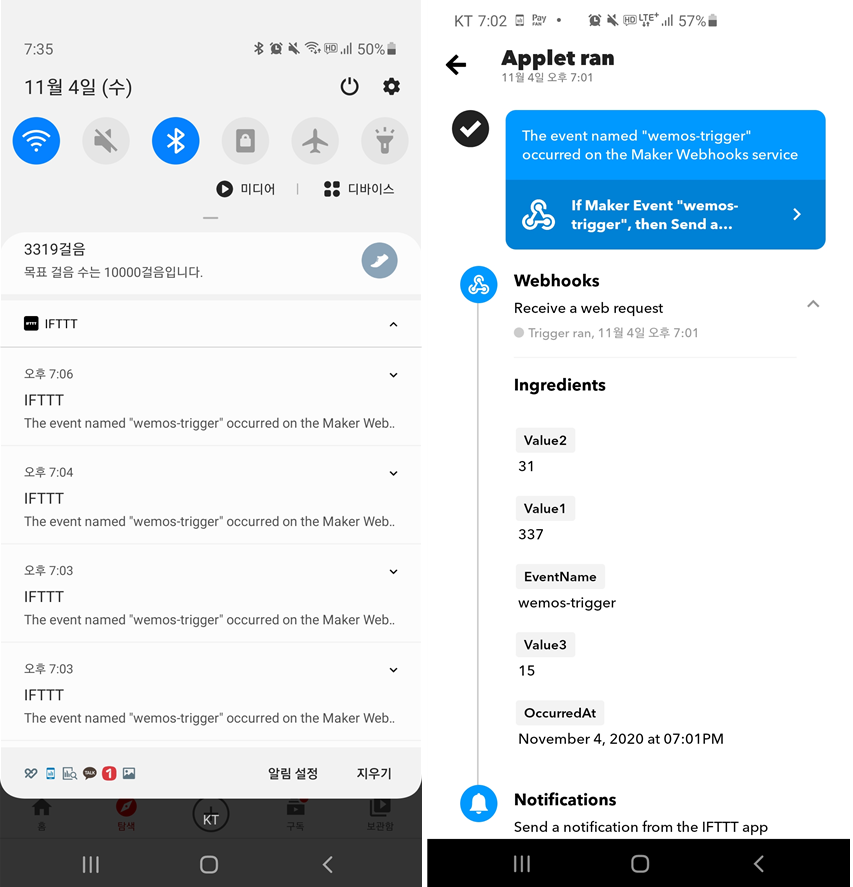 7:35
50%
11월 4일 (수)
미디어
디바이스
3319걸음
목표 걸음 수는 10000걸음입니다.
IFTTT
오후 7:06
IFTTT
The event named "wemos-trigger" occurred on the Maker Web..
오후 7:04
IFTTT
The event named "wemos-trigger" occurred on the Maker Web..
오후 7:03
IFTTT
The event named "wemos-trigger" occurred on the Maker Web..
오후 7:03
IFTTT
The event named "wemos-trigger" occurred on the Maker Web..
TALK
1
알림 설정
지우기
홈
탐색
KT
구독
보관함
KT 7:02 Pay
HD LTE+ 57%
Applet ran
11월 4일 오후 7:01
The event named "wemos-trigger"
occurred on the Maker Webhooks service
If Maker Event "wemos-
trigger", then Send a...
Webhooks
Receive a web request
Trigger ran, 11월 4일 오후 7:01
Ingredients
Value2
31
Value1
337
EventName
wemos-trigger
Value3
15
OccurredAt
November 4, 2020 at 07:01PM
Notifications
Send a notification from the IFTTT app